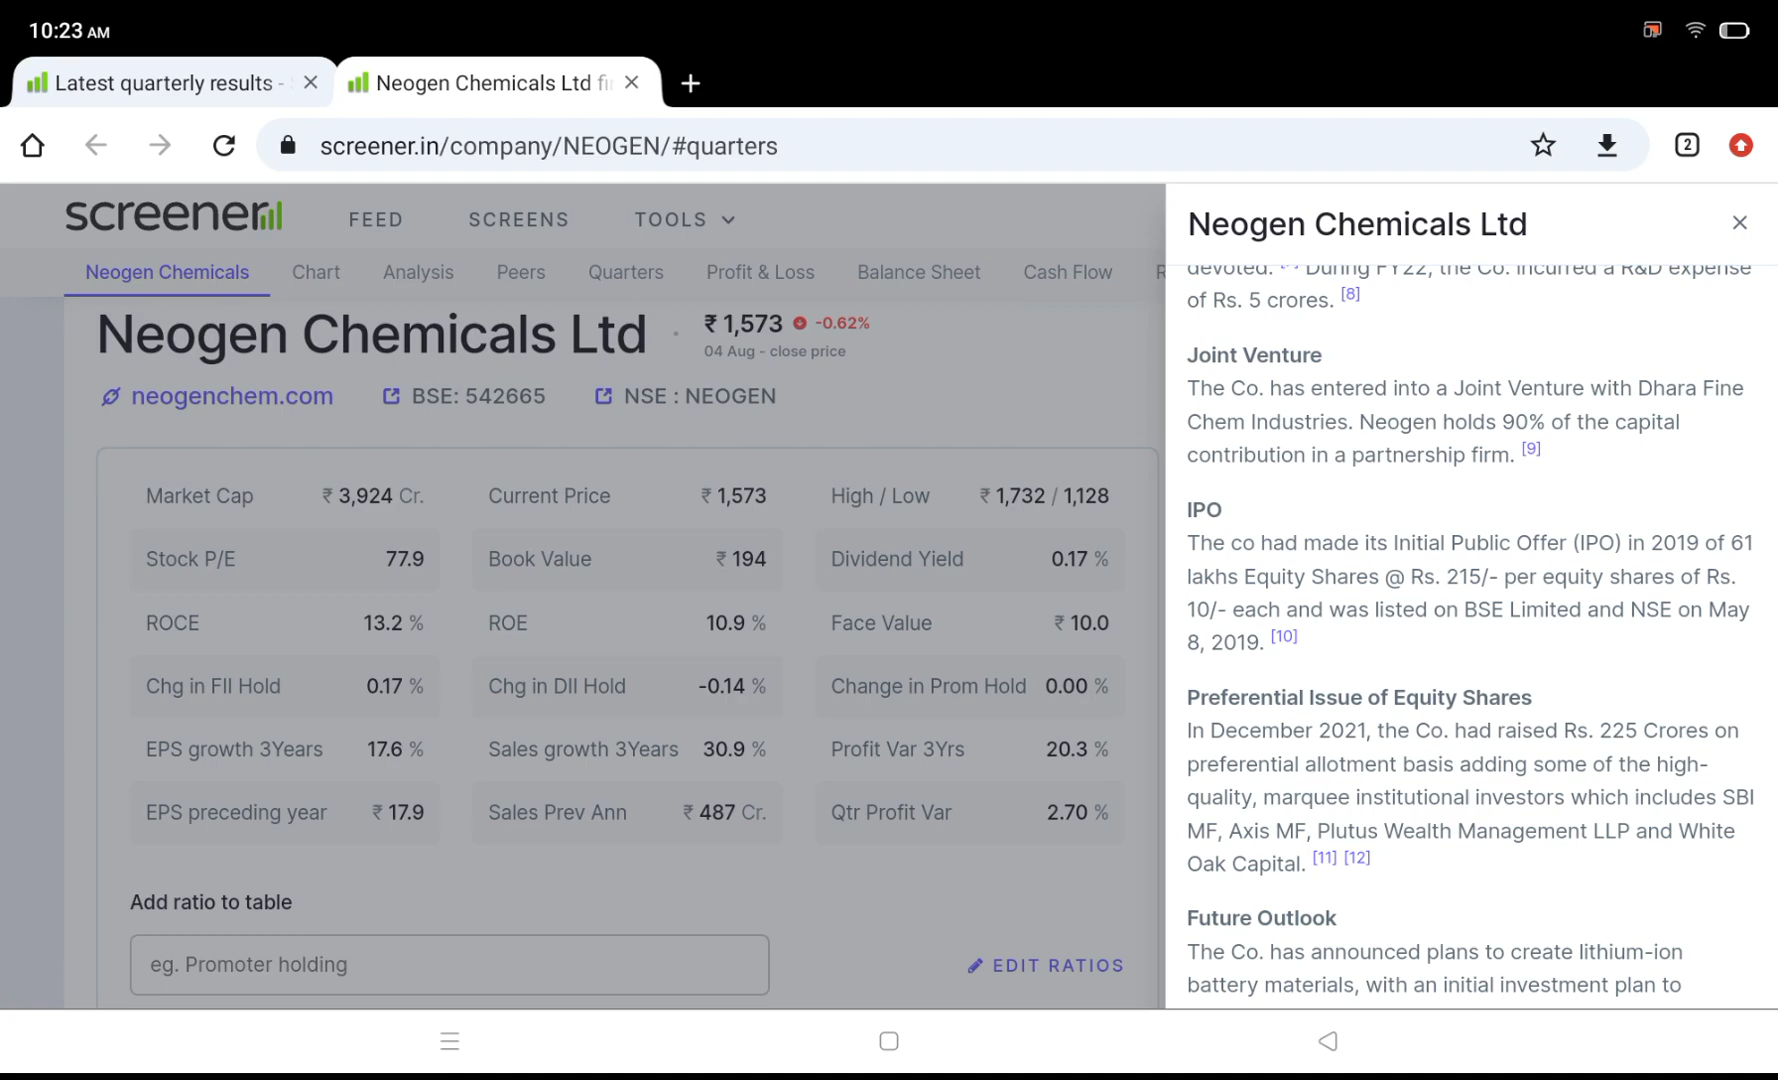 10:23 AM
Latest quarterly results -
Neogen Chemicals Ltd fi
screener.in/company/NEOGEN/#quarters
2
screener
FEED
SCREENS
TOOLS
Neogen Chemicals
Chart
Analysis
Peers
Quarters
Profit & Loss
Balance Sheet
Cash Flow
R
Neogen Chemicals Ltd
₹ 1,573 -0.62%
04 Aug - close price
neogenchem.com
BSE: 542665
NSE : NEOGEN
Market Cap ₹ 3,924 Cr.
Current Price ₹ 1,573
High / Low ₹ 1,732 / 1,128
Stock P/E 77.9
Book Value ₹ 194
Dividend Yield 0.17 %
ROCE 13.2 %
ROE 10.9 %
Face Value ₹ 10.0
Chg in FII Hold 0.17 %
Chg in DII Hold -0.14 %
Change in Prom Hold 0.00 %
EPS growth 3Years 17.6 %
Sales growth 3Years 30.9 %
Profit Var 3Yrs 20.3 %
EPS preceding year ₹ 17.9
Sales Prev Ann ₹ 487 Cr.
Qtr Profit Var 2.70 %
Add ratio to table
eg. Promoter holding
EDIT RATIOS
Neogen Chemicals Ltd
devoted. During FY22, the Co. incurred a R&D expense
of Rs. 5 crores. [8]
Joint Venture
The Co. has entered into a Joint Venture with Dhara Fine
Chem Industries. Neogen holds 90% of the capital
contribution in a partnership firm. [9]
IPO
The co had made its Initial Public Offer (IPO) in 2019 of 61
lakhs Equity Shares @ Rs. 215/- per equity shares of Rs.
10/- each and was listed on BSE Limited and NSE on May
8, 2019. [10]
Preferential Issue of Equity Shares
In December 2021, the Co. had raised Rs. 225 Crores on
preferential allotment basis adding some of the high-
quality, marquee institutional investors which includes SBI
MF, Axis MF, Plutus Wealth Management LLP and White
Oak Capital. [11] [12]
Future Outlook
The Co. has announced plans to create lithium-ion
battery materials, with an initial investment plan to